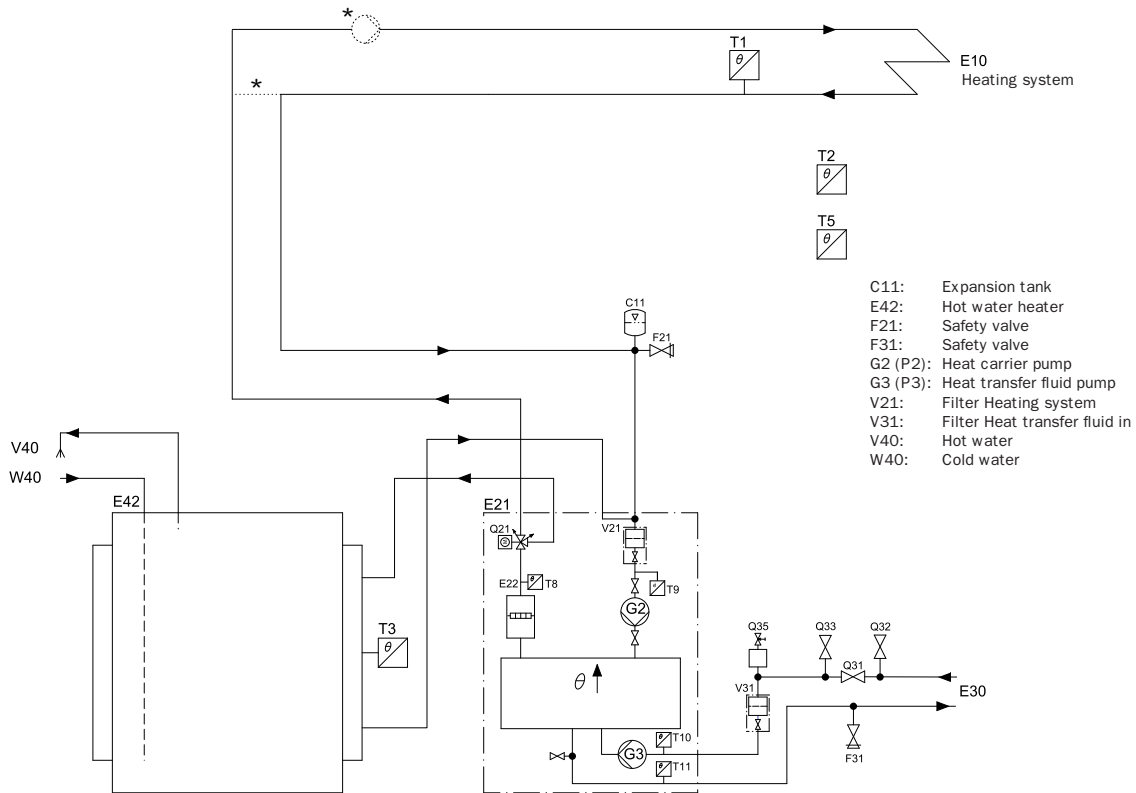 *
T1
θ
E10
Heating system
*
T2
θ
T5
θ
C11: Expansion tank
E42: Hot water heater
F21: Safety valve
F31: Safety valve
G2 (P2): Heat carrier pump
G3 (P3): Heat transfer fluid pump
V21: Filter Heating system
V31: Filter Heat transfer fluid in
V40: Hot water
W40: Cold water
C11
F21
V40
W40
E42
E21
Q21
V21
E22
θ T8
T9
G2
T3
θ
θ
Q35
Q33
Q32
Q31
E30
V31
θ T10
G3
θ T11
F31